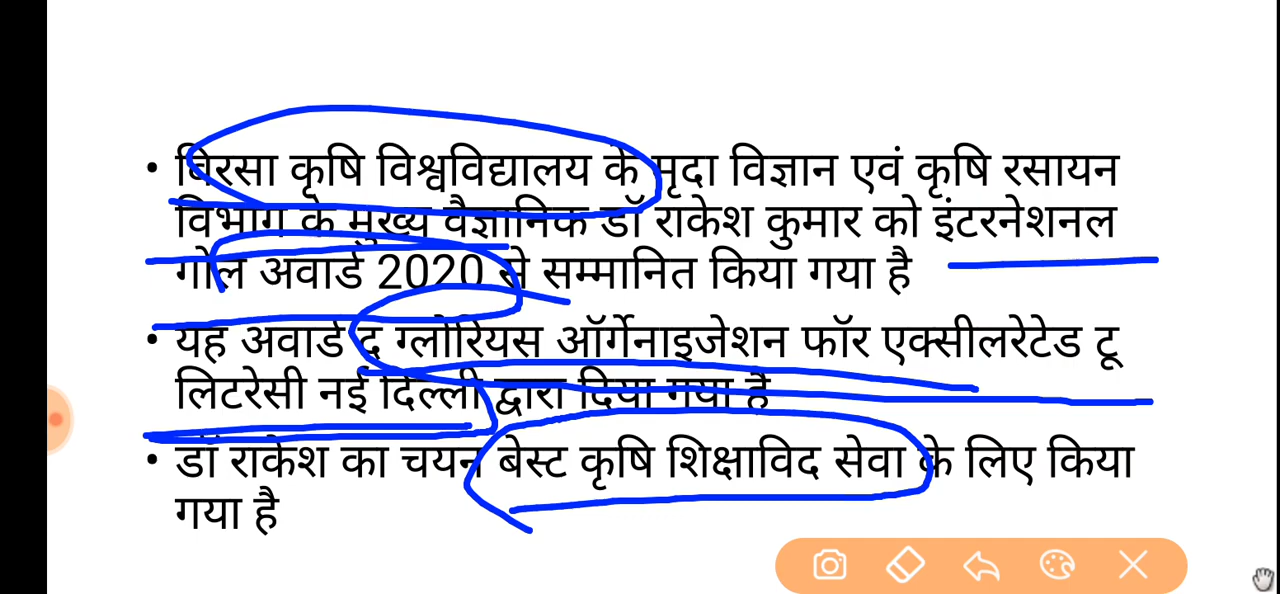 • बिरसा कृषि विश्वविद्यालय के मृदा विज्ञान एवं कृषि रसायन
विभाग के मुख्य वैज्ञानिक डॉ राकेश कुमार को इंटरनेशनल
गोल अवार्ड 2020 से सम्मानित किया गया है
• यह अवार्ड द ग्लोरियस ऑर्गेनाइजेशन फॉर एक्सीलरेटेड टू
लिटरेसी नई दिल्ली द्वारा दिया गया है
• डॉ राकेश का चयन बेस्ट कृषि शिक्षाविद सेवा के लिए किया
गया है